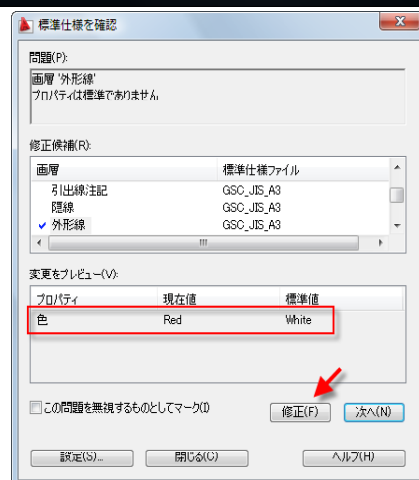 標準仕様を確認
問題(P):
画層 '外形線'
プロパティは標準でありません
修正候補(R):
画層 標準仕様ファイル
引出線注記 GSC_JIS_A3
隠線 GSC_JIS_A3
外形線 GSC_JIS_A3
変更をプレビュー(V):
プロパティ 現在値 標準値
色 Red White
この問題を無視するものとしてマーク(I)
修正(F) 次へ(N)
設定(S)... 閉じる(C) ヘルプ(H)